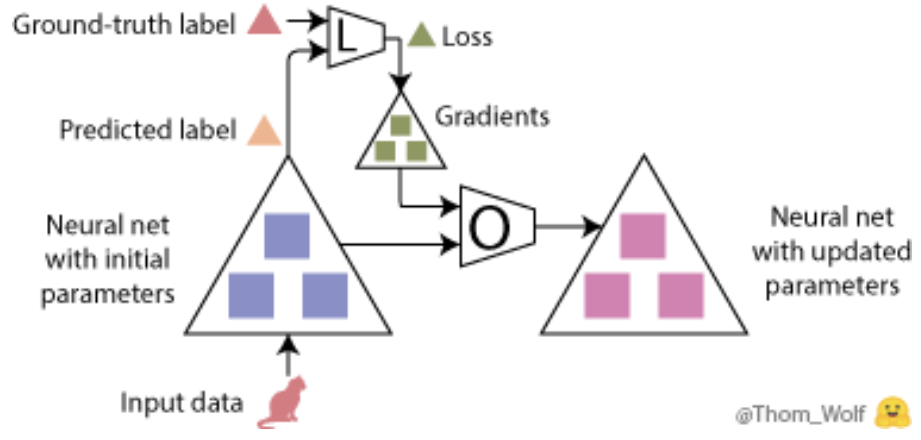 Ground-truth label
L
Loss
Predicted label
Gradients
Neural net
with initial
parameters
O
Neural net
with updated
parameters
Input data
@Thom_Wolf